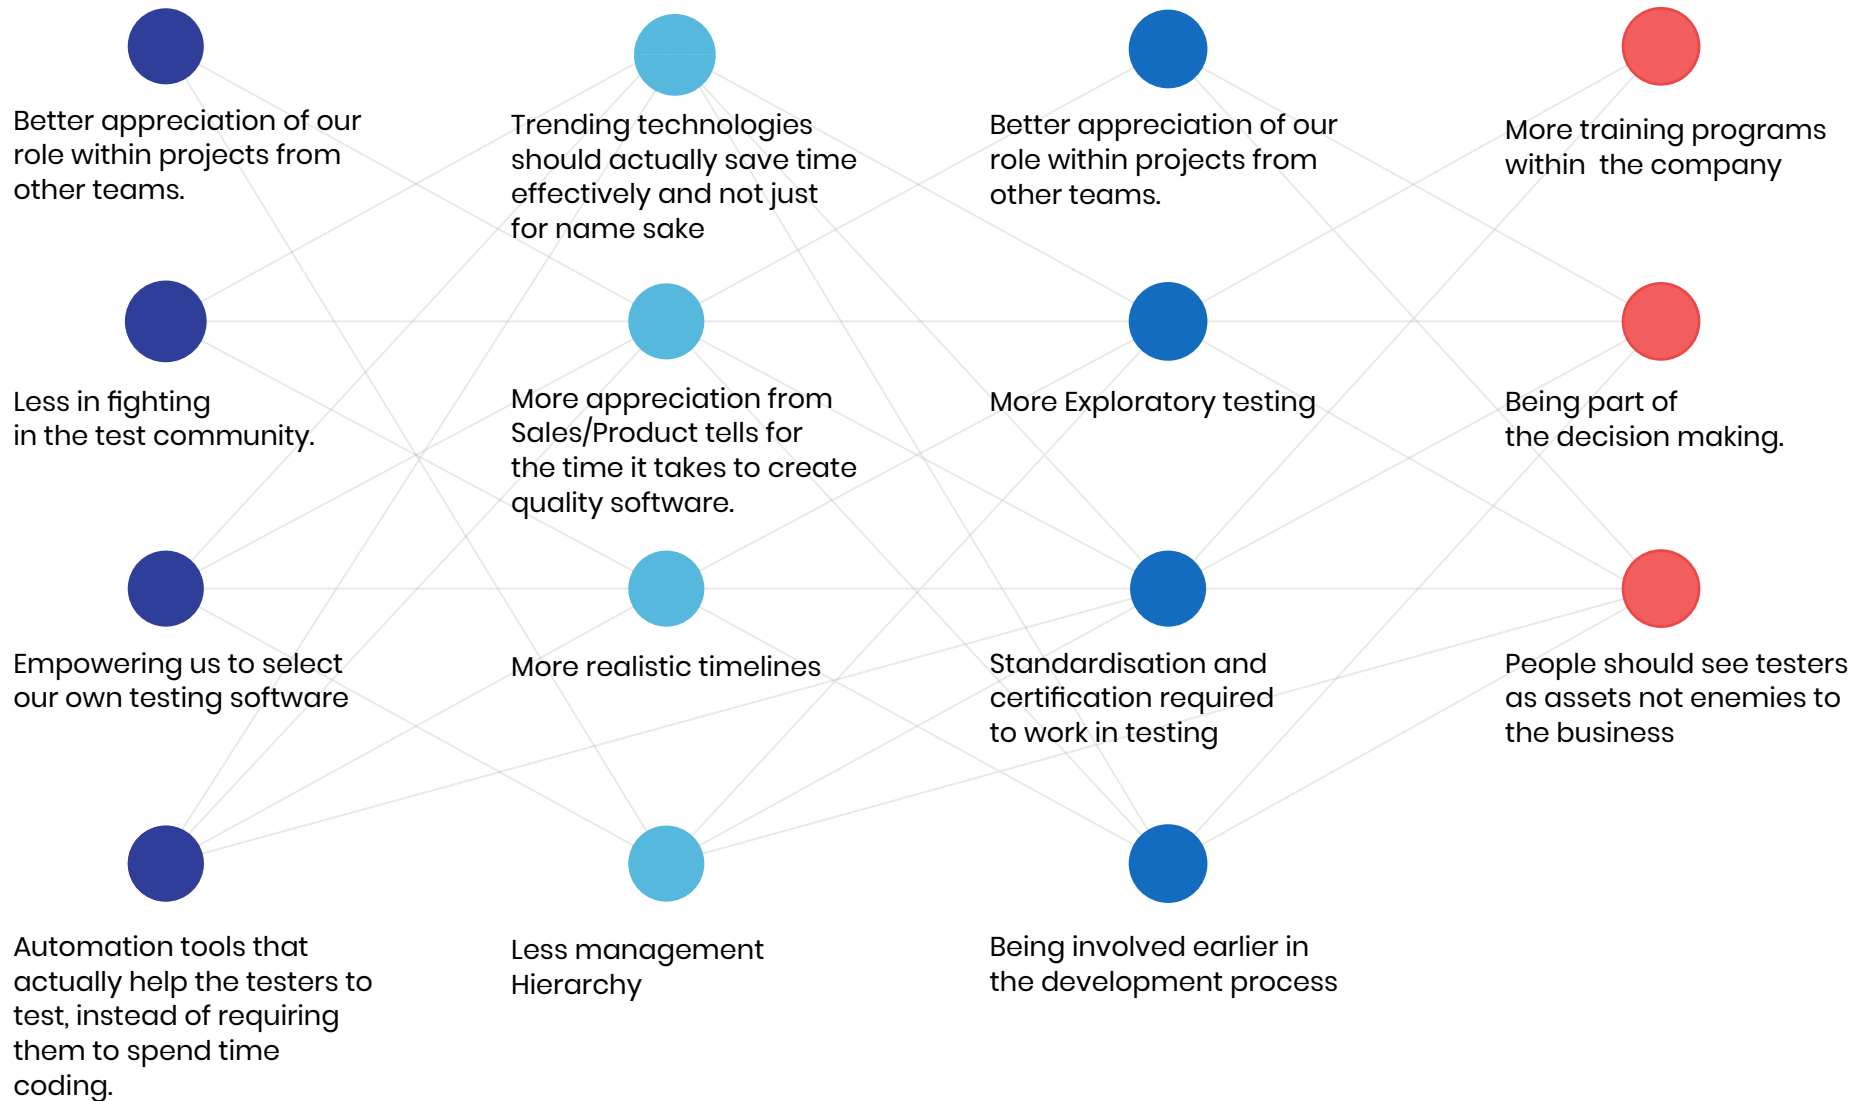 Better appreciation of our
role within projects from
other teams.
Trending technologies
should actually save time
effectively and not just
for name sake
Better appreciation of our
role within projects from
other teams.
More training programs
within  the company
Less in fighting
in the test community.
More appreciation from
Sales/Product tells for
the time it takes to create
quality software.
More Exploratory testing
Being part of
the decision making.
Empowering us to select
our own testing software
More realistic timelines
Standardisation and
certification required
to work in testing
People should see testers
as assets not enemies to
the business
Automation tools that
actually help the testers to
test, instead of requiring
them to spend time
coding.
Less management
Hierarchy
Being involved earlier in
the development process